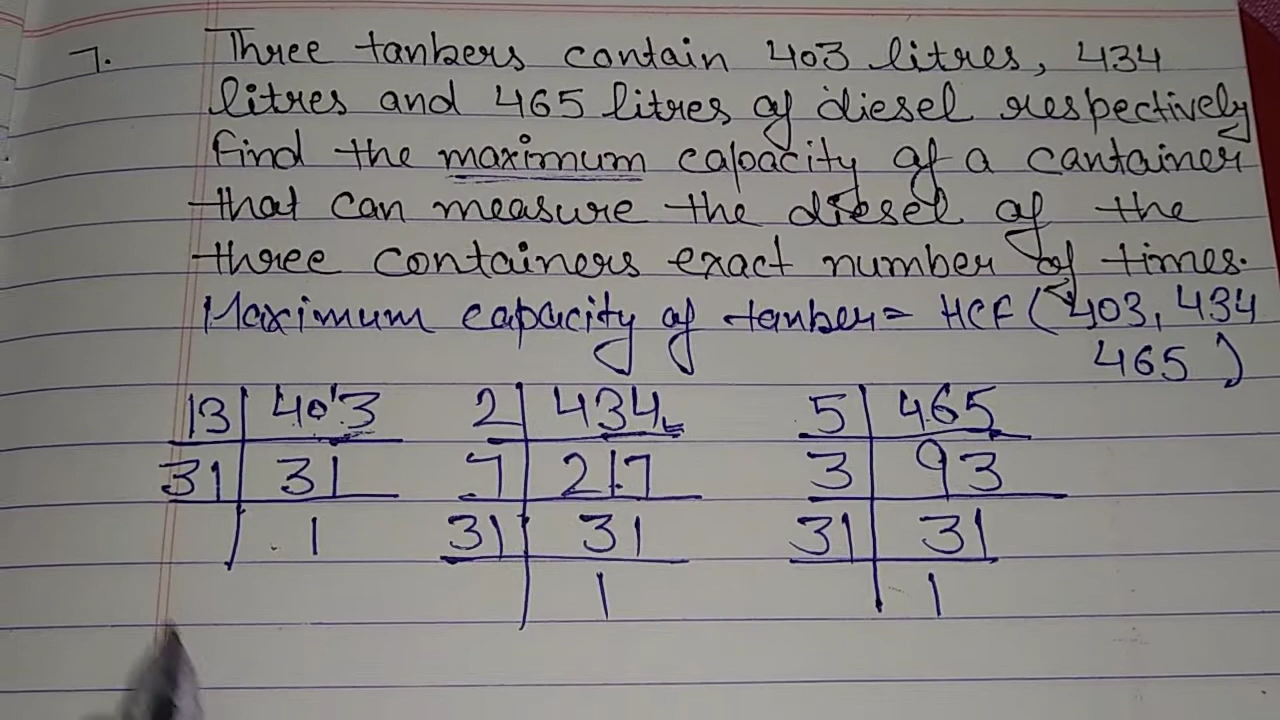 7. Three tankers contain 403 litres, 434
litres and 465 litres of diesel respectively
find the maximum capacity of a cantainer
that can measure the diesel of the
three containers exact number of times.
Maximum capacity of tanker = HCF (403, 434
465)
13 | 403 2 | 434 5 | 465
31 | 31 7 | 217 3 | 93
| 1 31 | 31 31 | 31
| 1 | 1